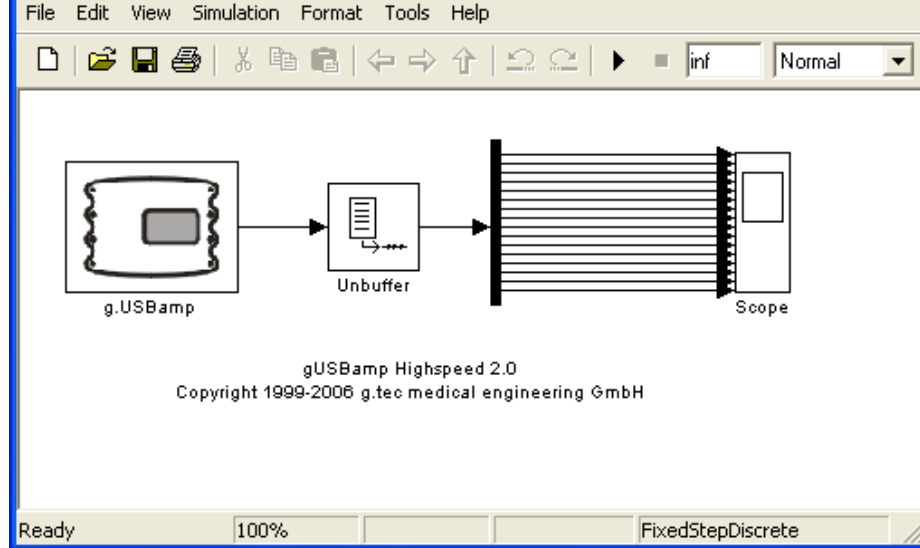 File Edit View Simulation Format Tools Help
inf Normal
g.USBamp
Unbuffer
Scope
gUSBamp Highspeed 2.0
Copyright 1999-2006 g.tec medical engineering GmbH
Ready 100% FixedStepDiscrete